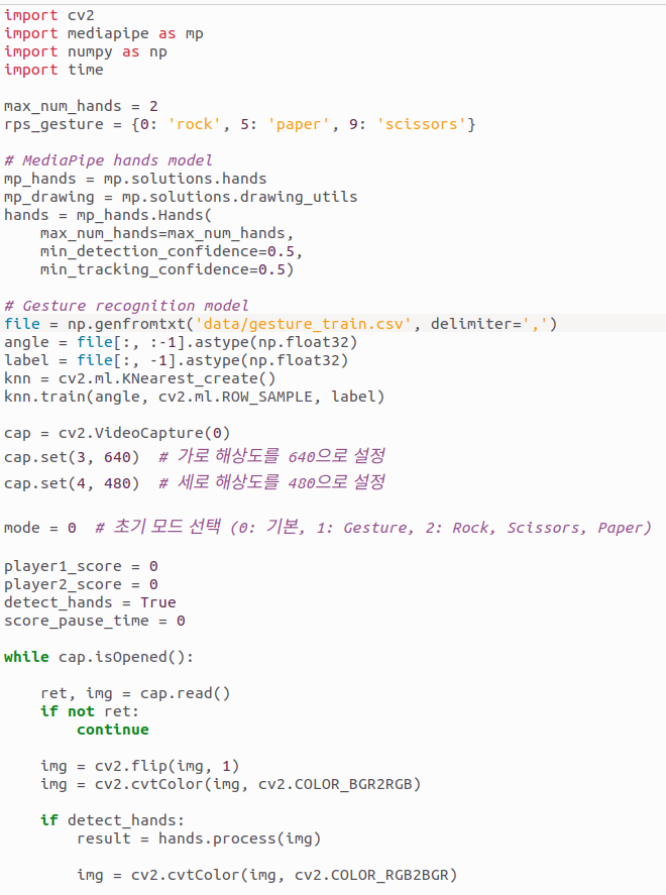 import cv2
import mediapipe as mp
import numpy as np
import time
max_num_hands = 2
rps_gesture = {0: 'rock', 5: 'paper', 9: 'scissors'}
# MediaPipe hands model
mp_hands = mp.solutions.hands
mp_drawing = mp.solutions.drawing_utils
hands = mp_hands.Hands(
    max_num_hands=max_num_hands,
    min_detection_confidence=0.5,
    min_tracking_confidence=0.5)
# Gesture recognition model
file = np.genfromtxt('data/gesture_train.csv', delimiter=',')
angle = file[:, :-1].astype(np.float32)
label = file[:, -1].astype(np.float32)
knn = cv2.ml.KNearest_create()
knn.train(angle, cv2.ml.ROW_SAMPLE, label)
cap = cv2.VideoCapture(0)
cap.set(3, 640)  # 가로 해상도를 640으로 설정
cap.set(4, 480)  # 세로 해상도를 480으로 설정
mode = 0  # 초기 모드 선택 (0: 기본, 1: Gesture, 2: Rock, Scissors, Paper)
player1_score = 0
player2_score = 0
detect_hands = True
score_pause_time = 0
while cap.isOpened():
    ret, img = cap.read()
    if not ret:
        continue
    img = cv2.flip(img, 1)
    img = cv2.cvtColor(img, cv2.COLOR_BGR2RGB)
    if detect_hands:
        result = hands.process(img)
        img = cv2.cvtColor(img, cv2.COLOR_RGB2BGR)